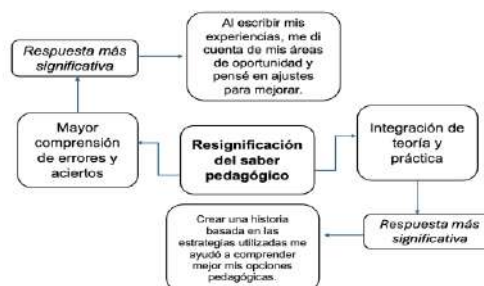 Respuesta más
significativa
Al escribir mis
experiencias, me di
cuenta de mis áreas de
oportunidad y
pensé en ajustes
para mejorar.
Mayor
comprensión
de errores y
aciertos
Resignificación
del saber
pedagógico
Integración de
teoría y
práctica
Crear una historia
basada en las
estrategias utilizadas me
ayudó a comprender
mejor mis opciones
pedagógicas.
Respuesta más
significativa